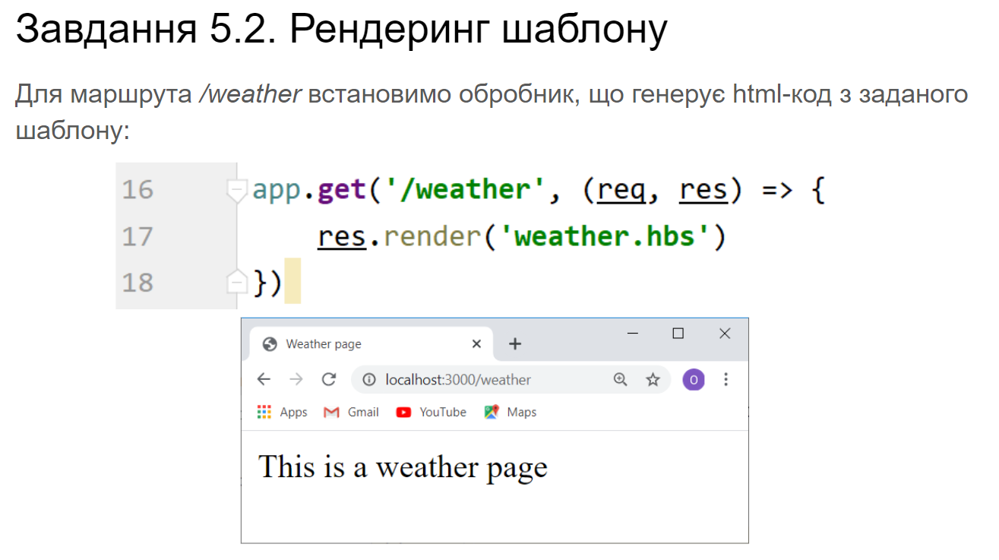 Завдання 5.2. Рендеринг шаблону
Для маршрута /weather встановимо обробник, що генерує html-код з заданого
шаблону:
16 app.get('/weather', (req, res) => {
17 res.render('weather.hbs')
18 })
Weather page
localhost:3000/weather
O
Apps Gmail YouTube Maps
This is a weather page